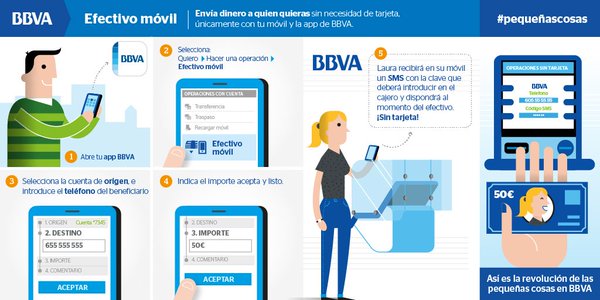 BBVA
Efectivo móvil
Envía dinero a quien quieras sin necesidad de tarjeta,
únicamente con tu móvil y la app de BBVA.
#pequeñascosas
BBVA
1 Abre tu app BBVA
2 Selecciona:
Quiero Hacer una operación
Efectivo móvil
OPERACIONES CON CUENTA
Transferencia
Traspaso
Recargar móvil
Efectivo
móvil
3 Selecciona la cuenta de origen, e
introduce el teléfono del beneficiario
1. ORIGEN Cuenta *7345
2. DESTINO
655 555 555
3. IMPORTE
4. COMENTARIO
ACEPTAR
4 Indica el importe acepta y listo.
2. DESTINO
3. IMPORTE
50€
4. COMENTARIO
ACEPTAR
BBVA
5
Laura recibirá en su móvil
un SMS con la clave que
deberá introducir en el
cajero y dispondrá al
momento del efectivo.
¡Sin tarjeta!
OPERACIONES SIN TARJETA
BBVA
Teléfono
605 555 555
Código SMS
50€
Así es la revolución de las
pequeñas cosas en BBVA